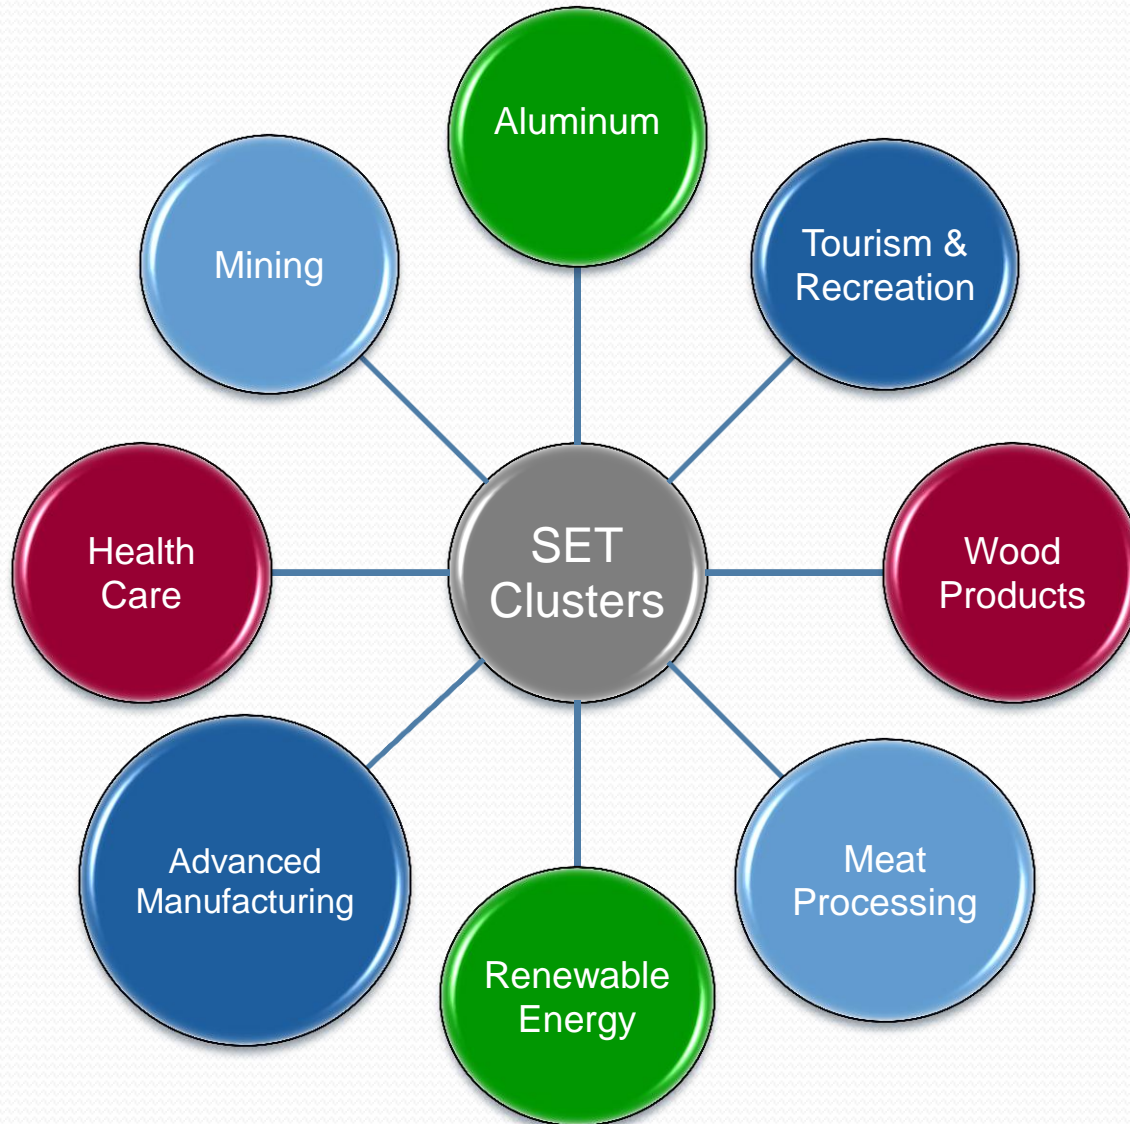 Aluminum
Mining
Tourism &
Recreation
Health
Care
SET
Clusters
Wood
Products
Advanced
Manufacturing
Meat
Processing
Renewable
Energy